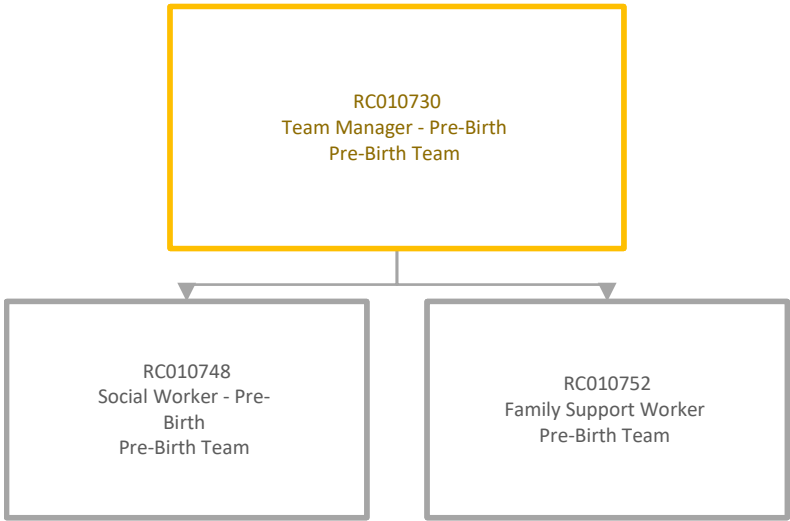 RC010730
Team Manager - Pre-Birth
Pre-Birth Team
RC010748
Social Worker - Pre-
Birth
Pre-Birth Team
RC010752
Family Support Worker
Pre-Birth Team